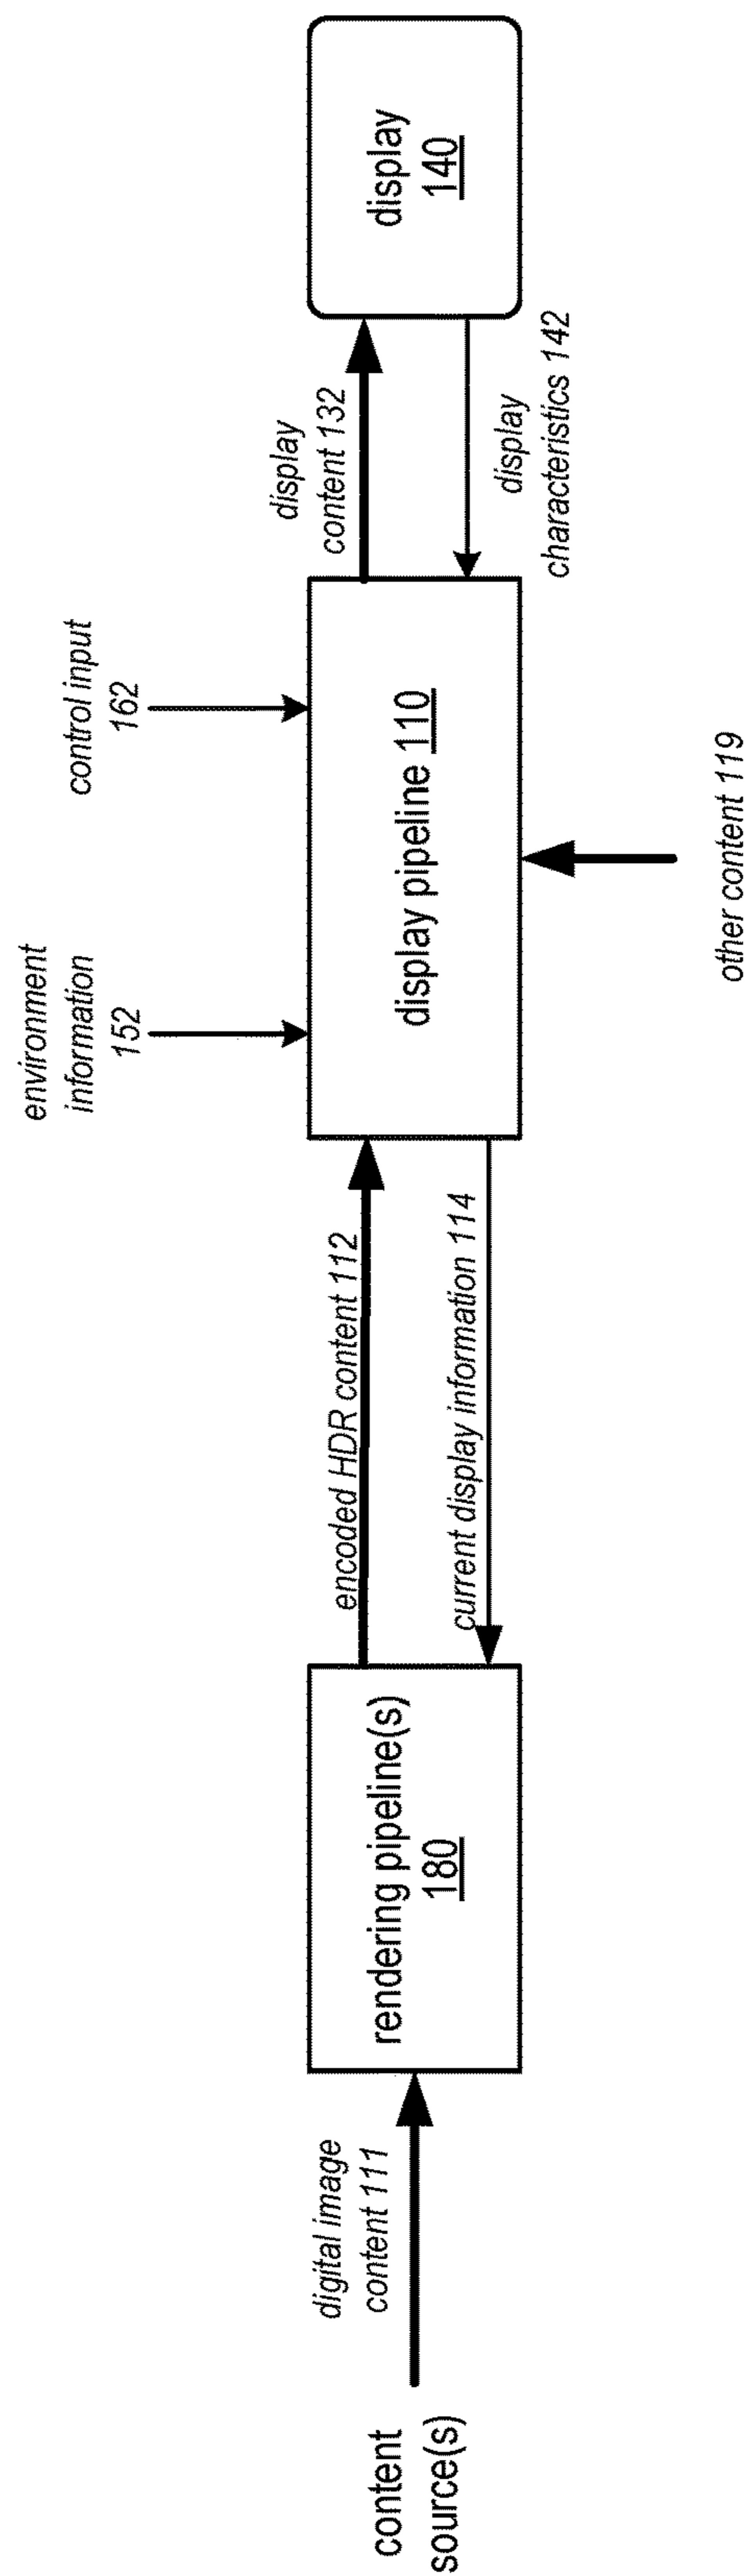 content
source(s)
digital image
content 111
rendering pipeline(s)
180
encoded HDR content 112
current display information 114
environment
information
152
control input
162
display pipeline 110
other content 119
display
content 132
display
characteristics 142
display
140